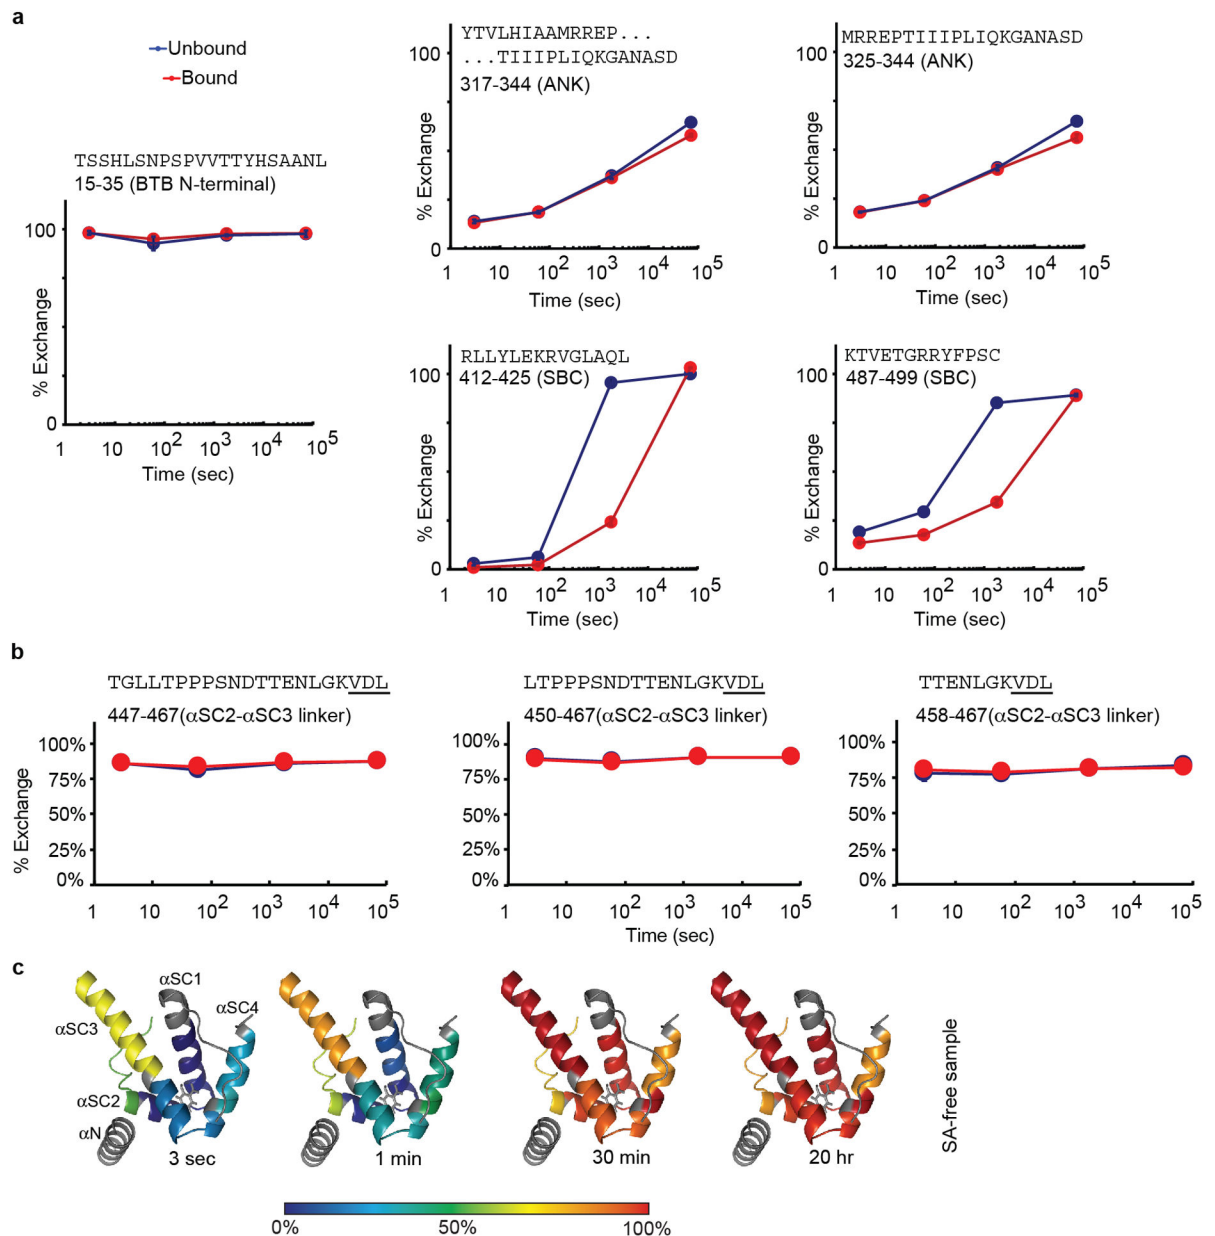 a
Unbound
Bound
TSSHLSNPSPVVTTYHSAANL
15-35 (BTB N-terminal)
100
0
% Exchange
1 10 10² 10³ 10⁴ 10⁵
Time (sec)
YTVLHIAAMRREP...
...TIIIPLIQKGANASD
317-344 (ANK)
100
0
% Exchange
1 10 10² 10³ 10⁴ 10⁵
Time (sec)
MRREPTIIIPLIQKGANASD
325-344 (ANK)
100
0
% Exchange
1 10 10² 10³ 10⁴ 10⁵
Time (sec)
RLLYLEKRVGLAQL
412-425 (SBC)
100
0
% Exchange
1 10 10² 10³ 10⁴ 10⁵
Time (sec)
KTVETGRRYFPSC
487-499 (SBC)
100
0
% Exchange
1 10 10² 10³ 10⁴ 10⁵
Time (sec)
b
TGLLTPPPSNDTTENLGKVDL
447-467(αSC2-αSC3 linker)
100%
75%
50%
25%
0%
% Exchange
1 10 10² 10³ 10⁴ 10⁵
LTPPPSNDTTENLGKVDL
450-467(αSC2-αSC3 linker)
100%
75%
50%
25%
0%
1 10 10² 10³ 10⁴ 10⁵
Time (sec)
TTENLGKVDL
458-467(αSC2-αSC3 linker)
100%
75%
50%
25%
0%
1 10 10² 10³ 10⁴ 10⁵
c
αSC1
αSC4
αSC3
αSC2
αN
3 sec
1 min
30 min
20 hr
SA-free sample
0% 50% 100%